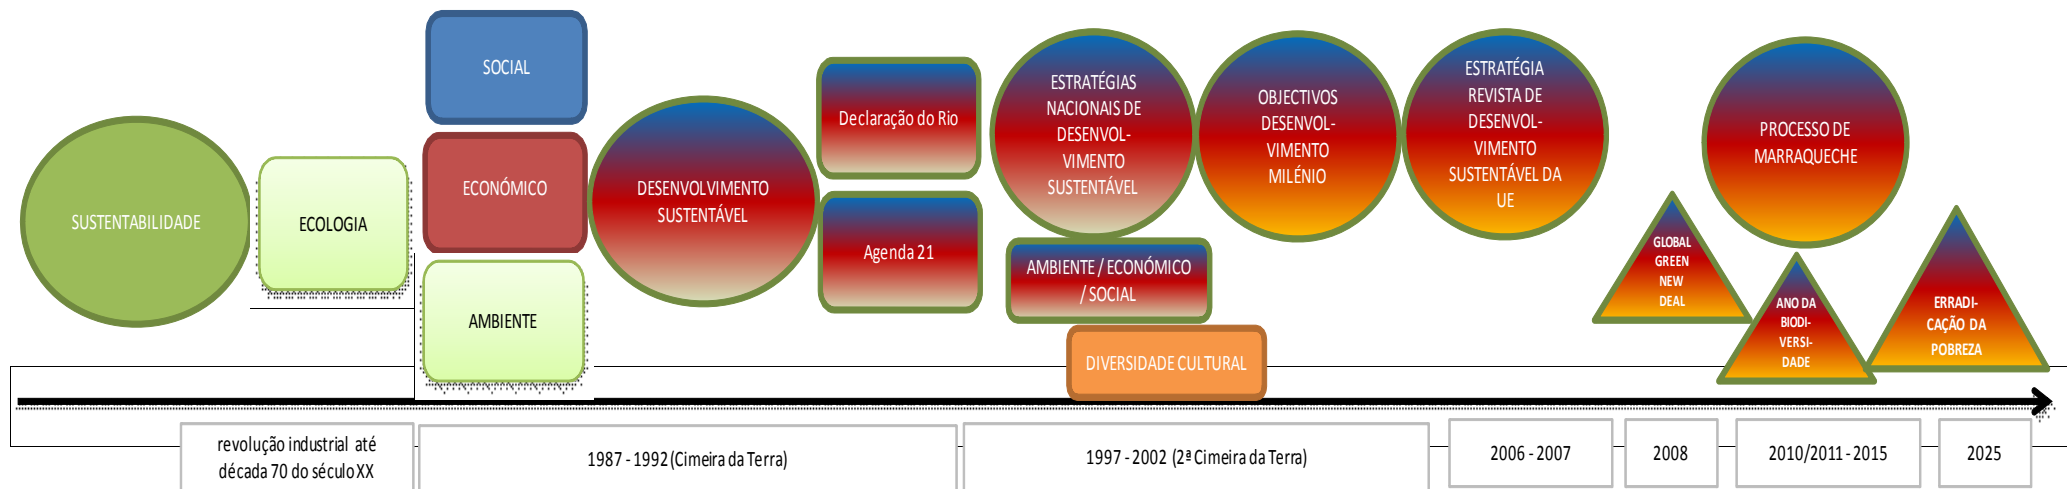 SUSTENTABILIDADE
ECOLOGIA
SOCIAL
ECONÓMICO
AMBIENTE
DESENVOLVIMENTO
SUSTENTÁVEL
Declaração do Rio
Agenda 21
ESTRATÉGIAS
NACIONAIS DE
DESENVOL-
VIMENTO
SUSTENTÁVEL
AMBIENTE / ECONÓMICO
/ SOCIAL
DIVERSIDADE CULTURAL
OBJECTIVOS
DESENVOL-
VIMENTO
MILÉNIO
ESTRATÉGIA
REVISTA DE
DESENVOL-
VIMENTO
SUSTENTÁVEL DA
UE
GLOBAL
GREEN
NEW
DEAL
PROCESSO DE
MARRAQUECHE
ANO DA
BIODI-
VERSI-
DADE
ERRADI-
CAÇÃO DA
POBREZA
revolução industrial até
década 70 do século XX
1987 - 1992 (Cimeira da Terra)
1997 - 2002 (2ª Cimeira da Terra)
2006 - 2007
2008
2010/2011 - 2015
2025